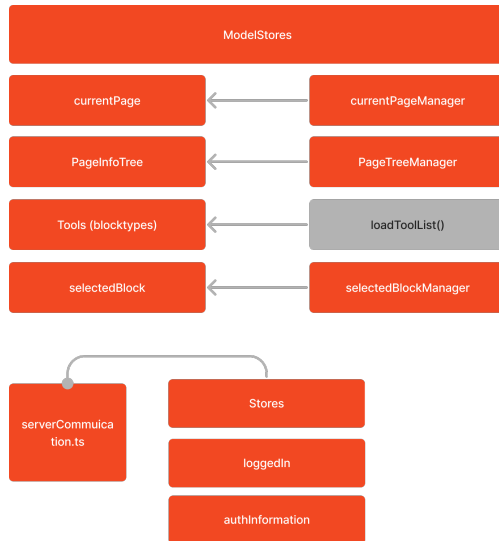 ModelStores
currentPage
currentPageManager
PageInfoTree
PageTreeManager
Tools (blocktypes)
loadToolList()
selectedBlock
selectedBlockManager
serverCommuica
tion.ts
Stores
loggedIn
authInformation